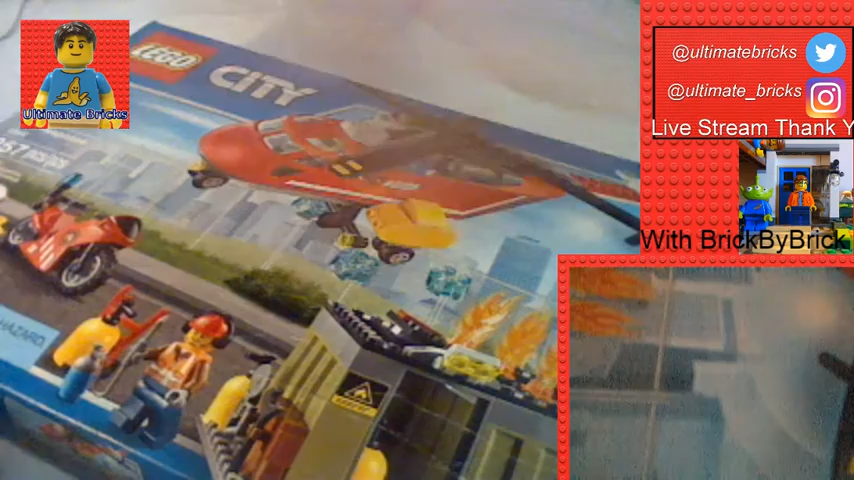 Ultimate Bricks
LEGO
CITY
HAZARD
@ultimatebricks
@ultimate_bricks
Live Stream Thank Y
With BrickByBrick